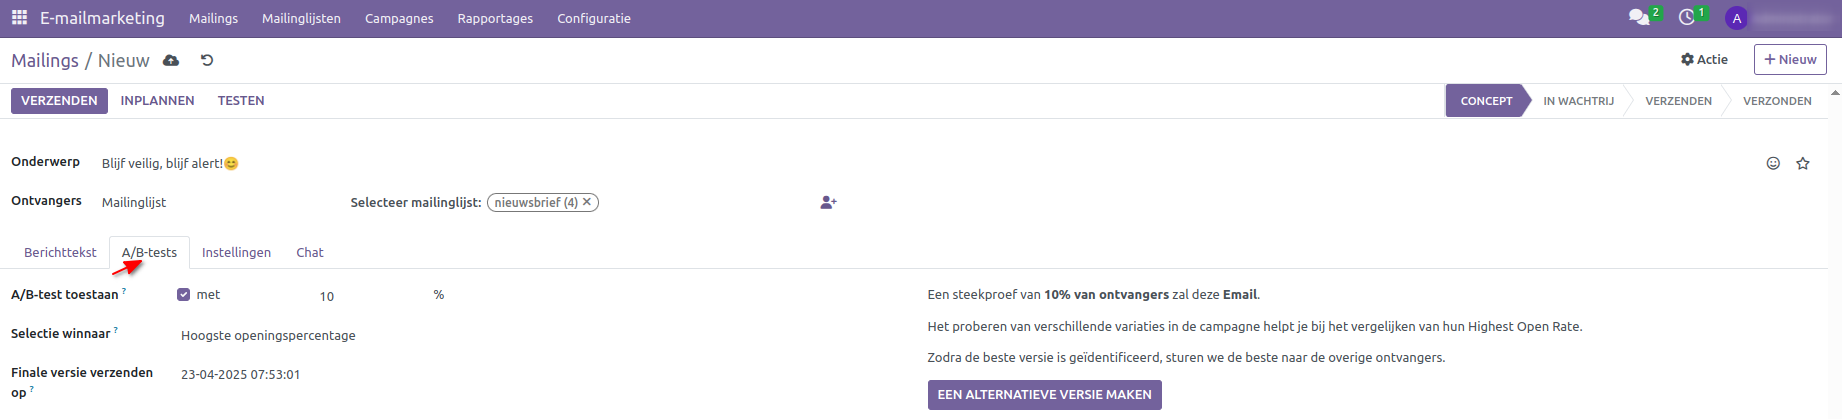 E-mailmarketing Mailings Mailinglijsten Campagnes Rapportages Configuratie 2 1 A
Mailings / Nieuw Actie + Nieuw
VERZENDEN INPLANNEN TESTEN CONCEPT IN WACHTRIJ VERZENDEN VERZONDEN
Onderwerp Blijf veilig, blijf alert!😊
Ontvangers Mailinglijst Selecteer mailinglijst: nieuwsbrief (4) ✕
Berichttekst A/B-tests Instellingen Chat
A/B-test toestaan ? met 10 %
Selectie winnaar ? Hoogste openingspercentage
Finale versie verzenden
op ? 23-04-2025 07:53:01
Een steekproef van 10% van ontvangers zal deze Email.
Het proberen van verschillende variaties in de campagne helpt je bij het vergelijken van hun Highest Open Rate.
Zodra de beste versie is geïdentificeerd, sturen we de beste naar de overige ontvangers.
EEN ALTERNATIEVE VERSIE MAKEN